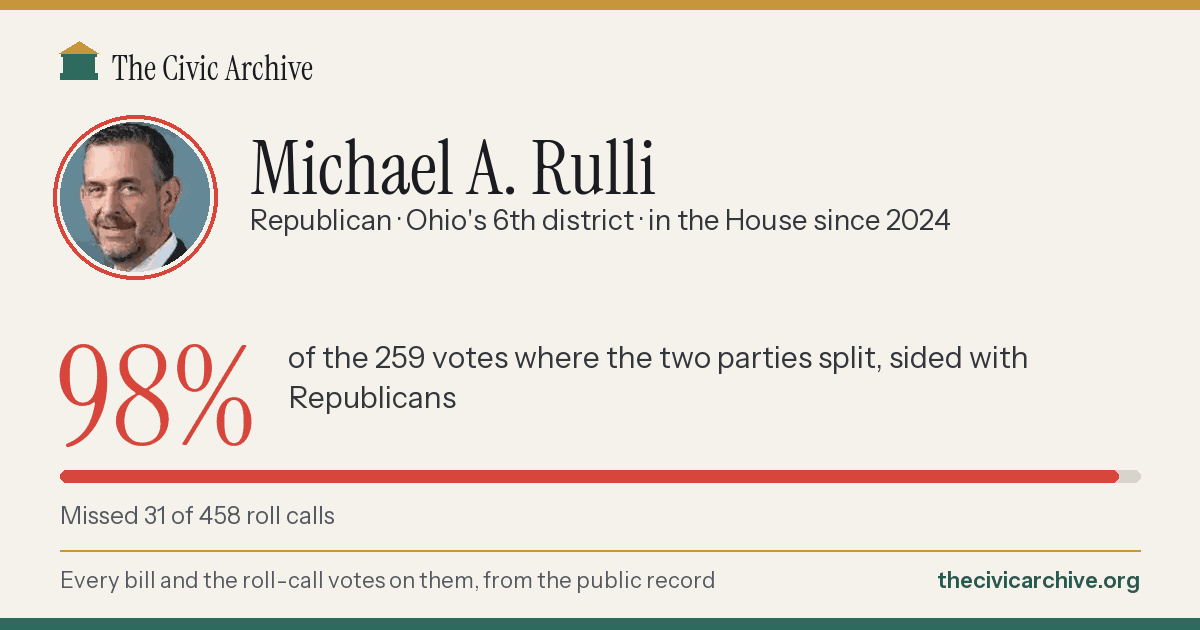 The Civic Archive
Michael A. Rulli
Republican · Ohio's 6th district · in the House since 2024
98%
of the 259 votes where the two parties split, sided with
Republicans
Missed 31 of 458 roll calls
Every bill and the roll-call votes on them, from the public record
thecivicarchive.org